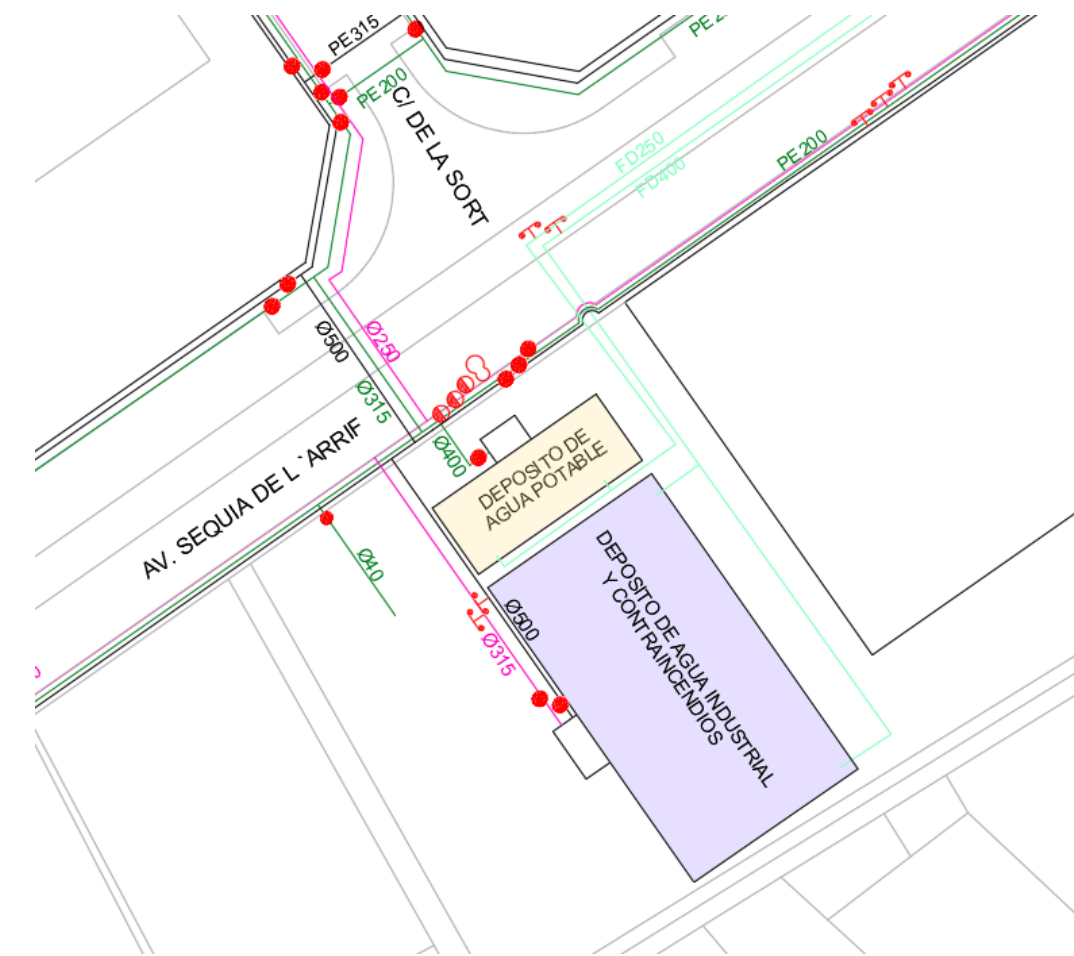 PE315
PE200
C/ DE LA SORT
FD250
FD400
PE200
Ø500
Ø250
Ø315
Ø400
AV. SEQUIA DE L`ARRIF
DEPOSITO DE
AGUA POTABLE
Ø40
Ø500
Ø315
DEPOSITO DE AGUA INDUSTRIAL
Y CONTRAINCENDIOS